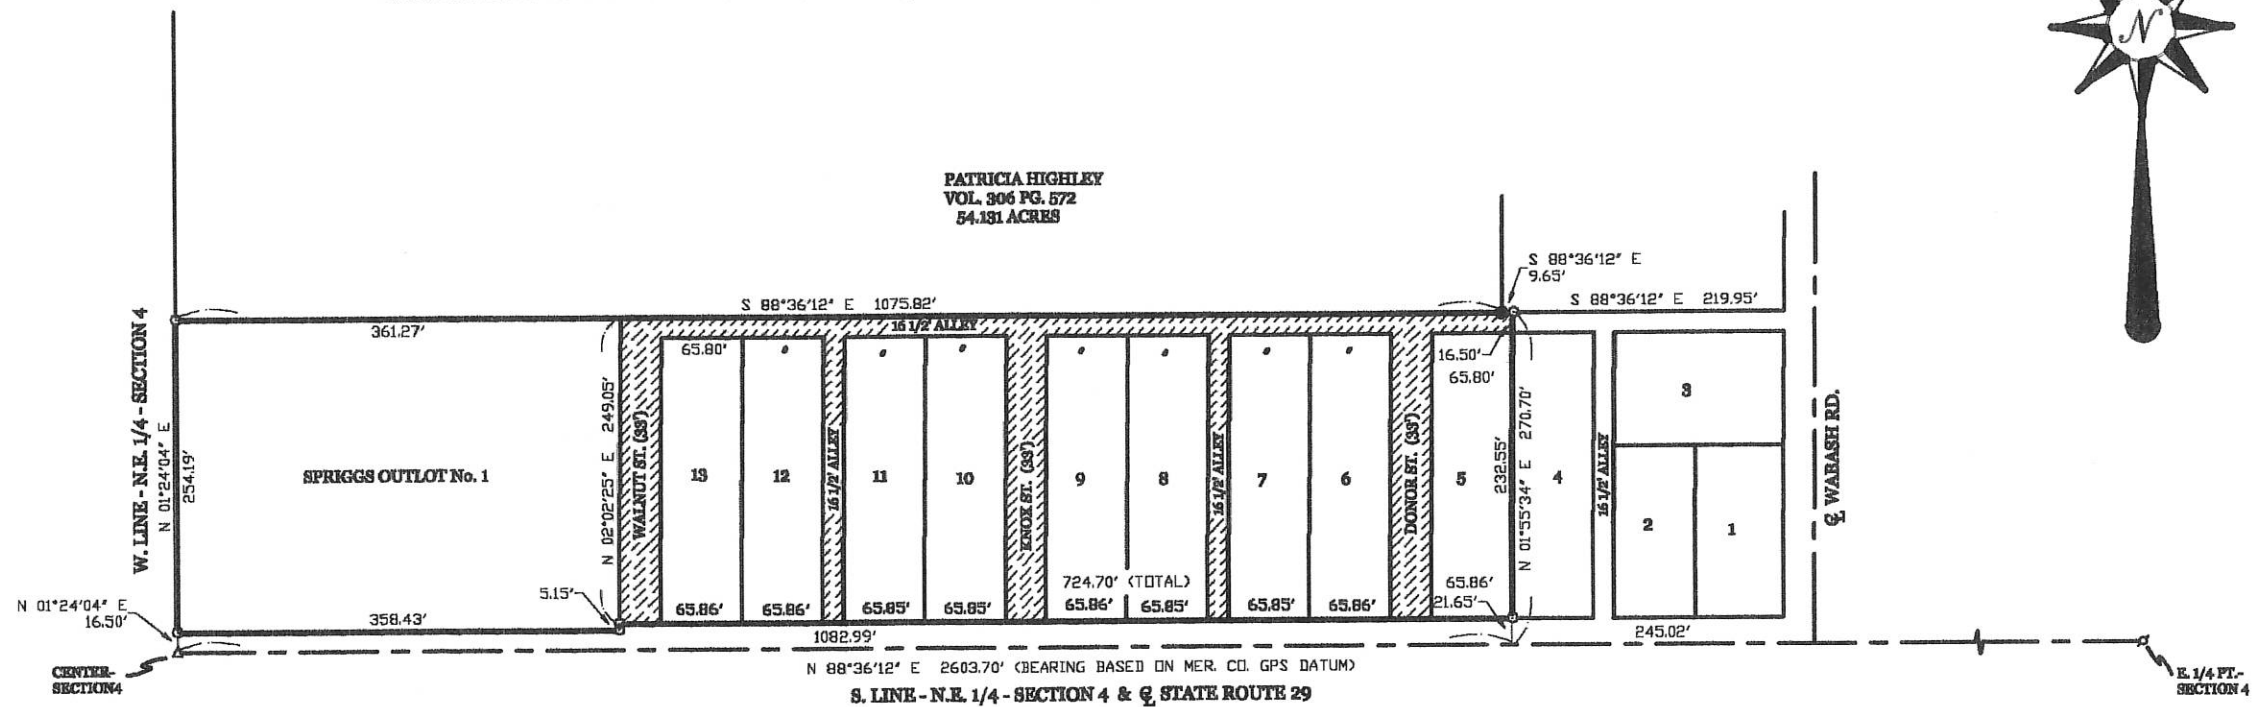 N
PATRICIA HIGHLEY
VOL. 306 PG. 572
54.131 ACRES
S 88°36'12" E
9.65'
S 88°36'12" E 1075.82'
S 88°36'12" E 219.95'
16 1/2' ALLEY
361.27'
65.80'
16.50'
65.80'
W. LINE - N.E. 1/4 - SECTION 4
N 01°24'04" E
254.19'
SPRIGGS OUTLOT No. 1
N 02°02'25" E 249.05'
WALNUT ST. (33')
13
12
16 1/2' ALLEY
11
10
KNOX ST. (33')
9
8
16 1/2' ALLEY
7
6
DONOR ST. (33')
5
232.55'
N 01°55'34" E 270.70'
4
16 1/2' ALLEY
3
2
1
℄ WABASH RD.
724.70' (TOTAL)
N 01°24'04" E
16.50'
5.15'
358.43'
65.86'
65.86'
65.85'
65.85'
65.86'
65.85'
65.85'
65.86'
65.86'
21.65'
1082.99'
245.02'
CENTER-
SECTION 4
N 88°36'12" E 2603.70' (BEARING BASED ON MER. CO. GPS DATUM)
S. LINE - N.E. 1/4 - SECTION 4 & ℄ STATE ROUTE 29
E. 1/4 PT.-
SECTION 4